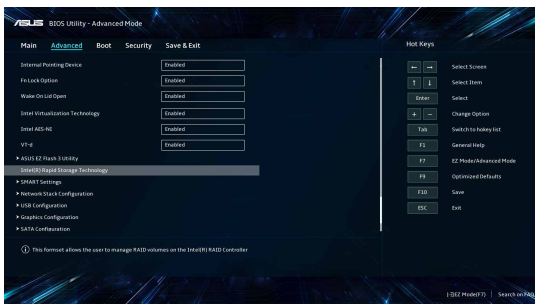 ASUS BIOS Utility - Advanced Mode
Main Advanced Boot Security Save & Exit
Hot Keys
Internal Pointing Device Enabled
Fn Lock Option Enabled
Wake On Lid Open Enabled
Intel Virtualization Technology Enabled
Intel AES-NI Enabled
VT-d Enabled
ASUS EZ Flash 3 Utility
Intel(R) Rapid Storage Technology
SMART Settings
Network Stack Configuration
USB Configuration
Graphics Configuration
SATA Configuration
This formset allows the user to manage RAID volumes on the Intel(R) RAID Controller
← → Select Screen
↑ ↓ Select Item
Enter Select
+ − Change Option
Tab Switch to hokey list
F1 General Help
F7 EZ Mode/Advanced Mode
F9 Optimized Defaults
F10 Save
ESC Exit
EZ Mode(F7) | Search on FAQ